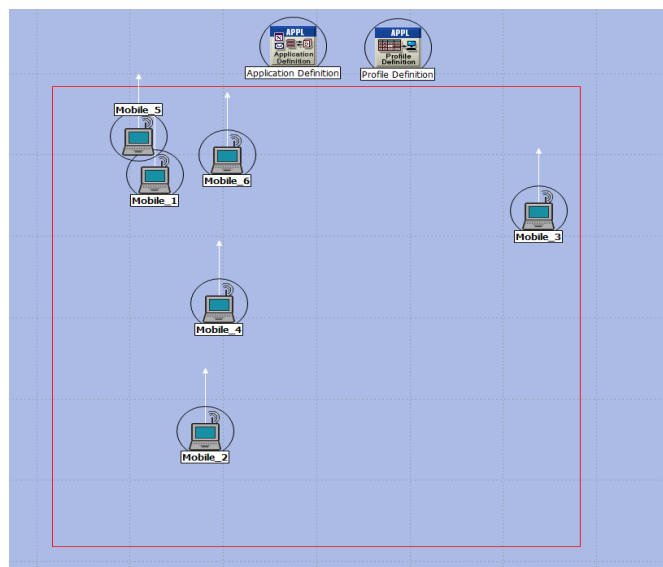 APPL
Application
Definition
Application Definition
APPL
Profile
Definition
Profile Definition
Mobile_5
Mobile_1
Mobile_6
Mobile_3
Mobile_4
Mobile_2